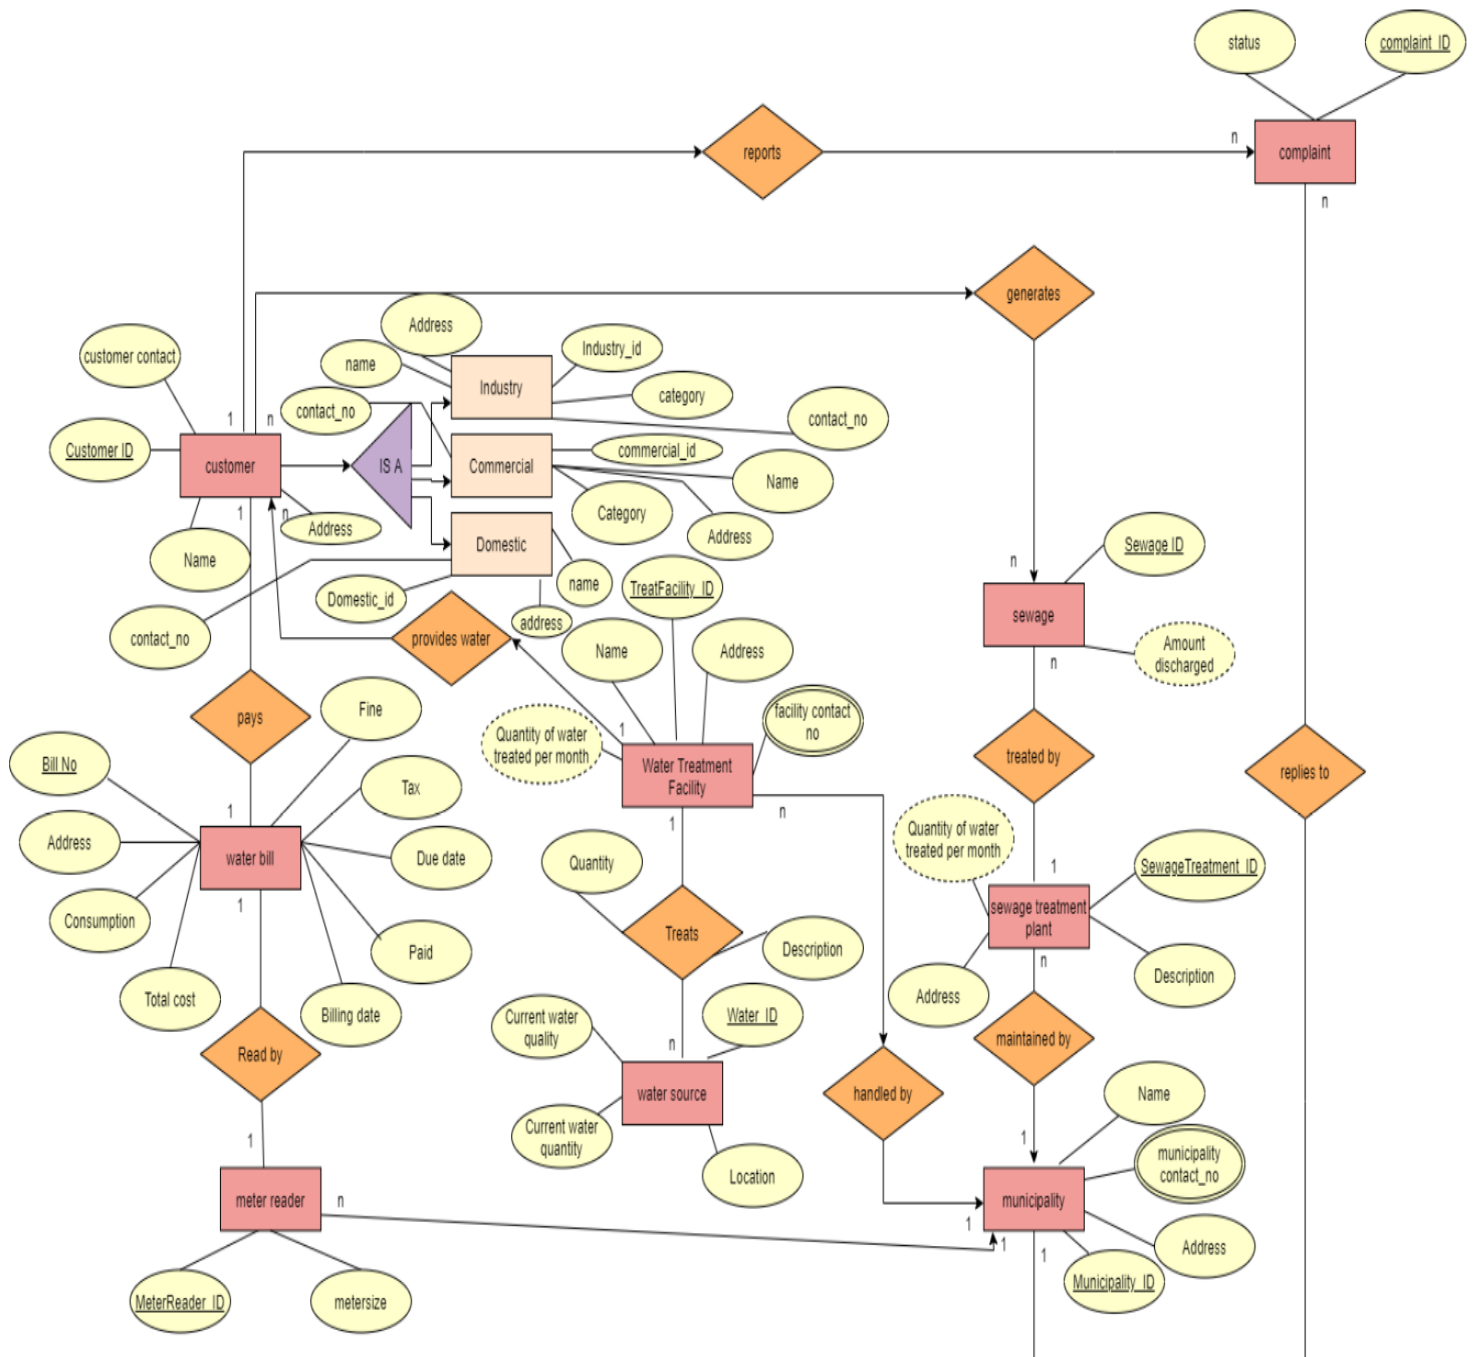 status
complaint_ID
n
reports
complaint
n
generates
Address
Industry_id
customer contact
name
Industry
category
contact_no
contact_no
1
n
Customer ID
customer
IS A
Commercial
commercial_id
Name
Category
Address
1
n
Address
Name
Domestic
name
Domestic_id
address
contact_no
provides water
TreatFacility_ID
Name
Address
n
Sewage ID
sewage
Amount
discharged
n
pays
Fine
Quantity of water
treated per month
1
facility contact
no
Water Treatment
Facility
treated by
replies to
Bill No
Tax
1
n
Address
water bill
Due date
1
Quantity
Quantity of water
treated per month
1
SewageTreatment_ID
Consumption
1
Paid
Treats
Description
sewage treatment
plant
n
Description
Address
Total cost
Billing date
Current water
quality
Water_ID
Read by
n
maintained by
water source
handled by
Name
Current water
quantity
1
1
municipality
contact_no
Location
meter reader
n
municipality
1
1
1
Address
Municipality_ID
MeterReader_ID
metersize